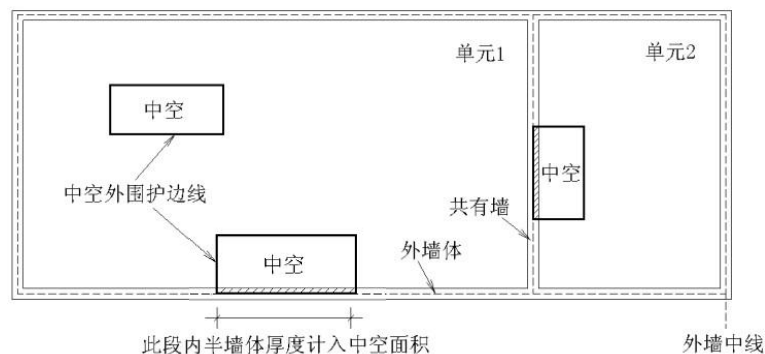 单元1
单元2
中空
中空
中空外围护边线
共有墙
中空
外墙体
此段内半墙体厚度计入中空面积
外墙中线